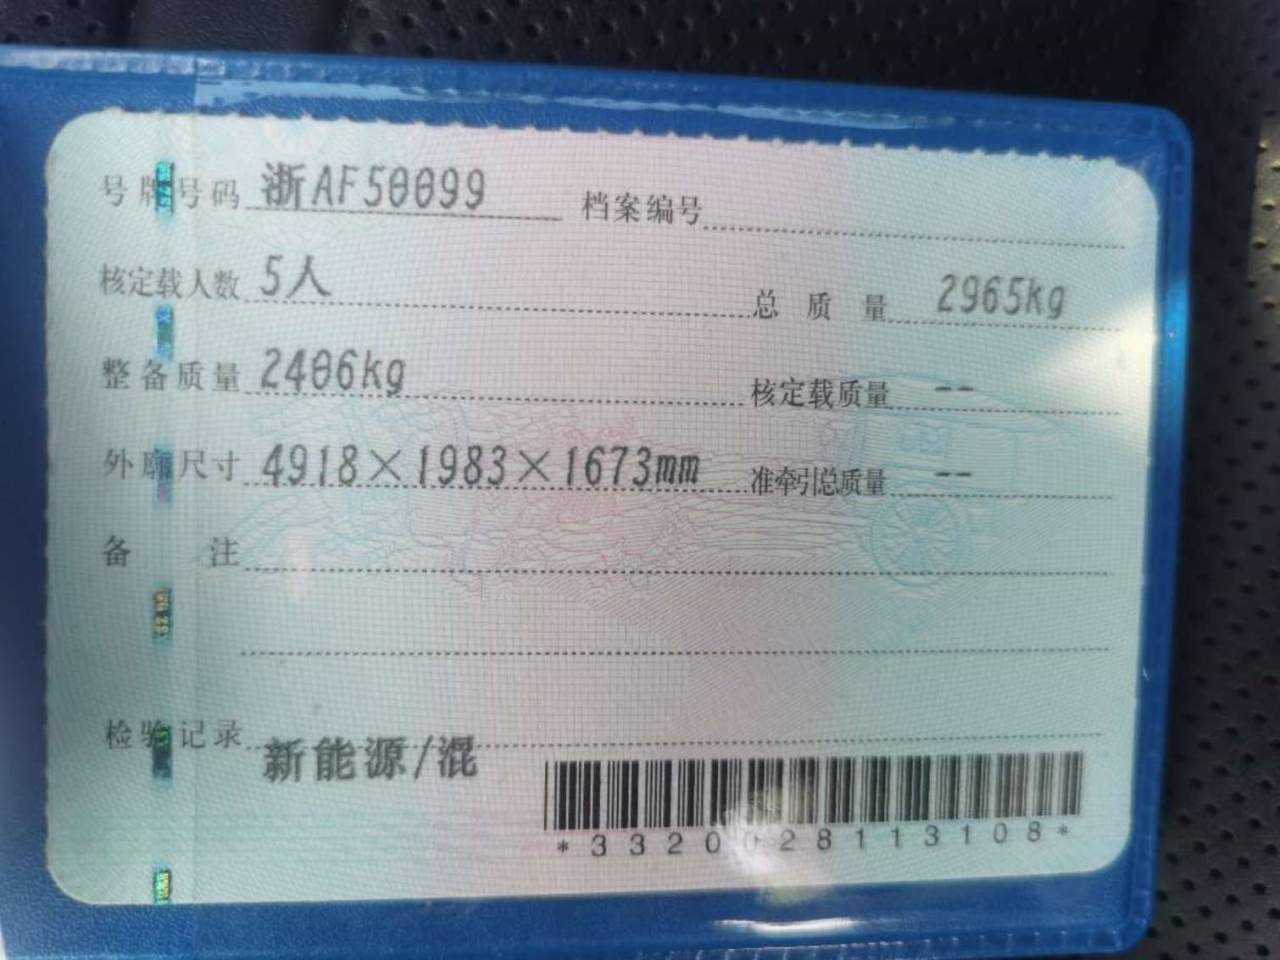 号牌号码 浙AF50099 档案编号
核定载人数 5人 总质量 2965kg
整备质量 2406kg 核定载质量 --
外廓尺寸 4918×1983×1673mm 准牵引总质量 --
备注
检验记录 新能源/混
*3320028113108*